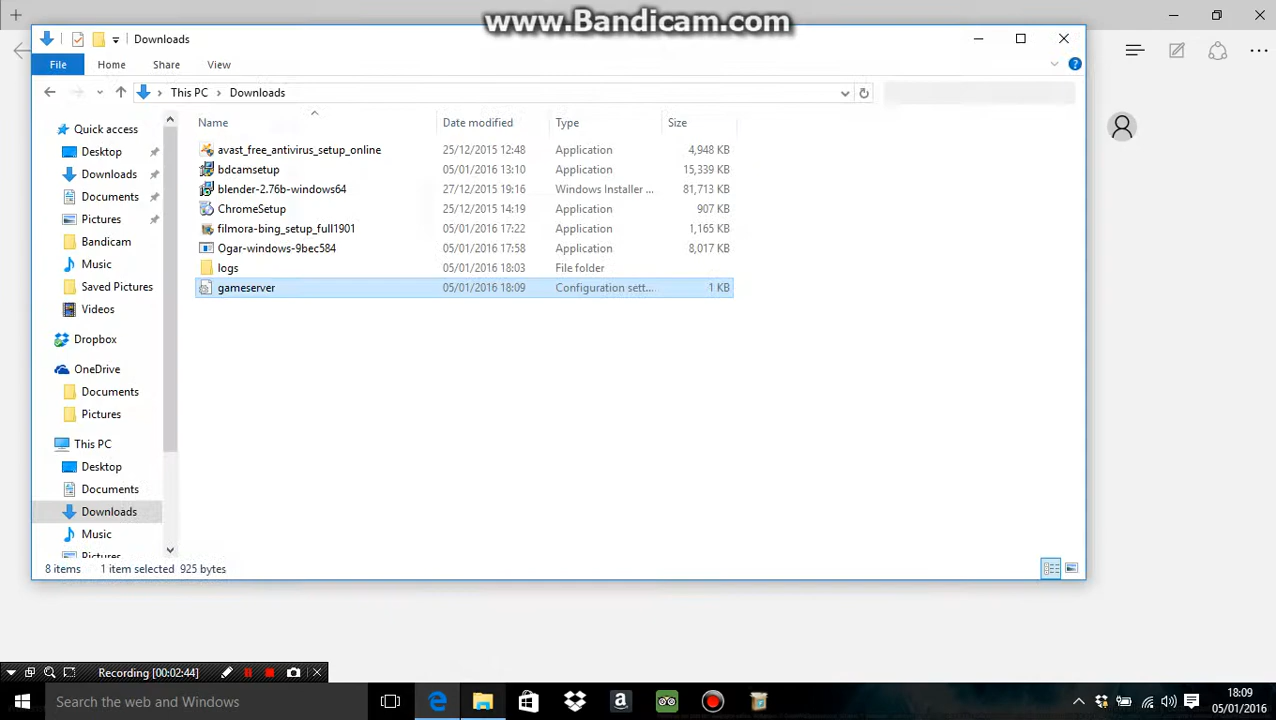 www.Bandicam.com
Downloads
File Home Share View
This PC Downloads
Name Date modified Type Size
Quick access
Desktop
Downloads
Documents
Pictures
Bandicam
Music
Saved Pictures
Videos
Dropbox
OneDrive
Documents
Pictures
This PC
Desktop
Documents
Downloads
Music
Pictures
avast_free_antivirus_setup_online 25/12/2015 12:48 Application 4,948 KB
bdcamsetup 05/01/2016 13:10 Application 15,339 KB
blender-2.76b-windows64 27/12/2015 19:16 Windows Installer ... 81,713 KB
ChromeSetup 25/12/2015 14:19 Application 907 KB
filmora-bing_setup_full1901 05/01/2016 17:22 Application 1,165 KB
Ogar-windows-9bec584 05/01/2016 17:58 Application 8,017 KB
logs 05/01/2016 18:03 File folder
gameserver 05/01/2016 18:09 Configuration sett... 1 KB
8 items 1 item selected 925 bytes
Recording [00:02:44]
Search the web and Windows
18:09
05/01/2016